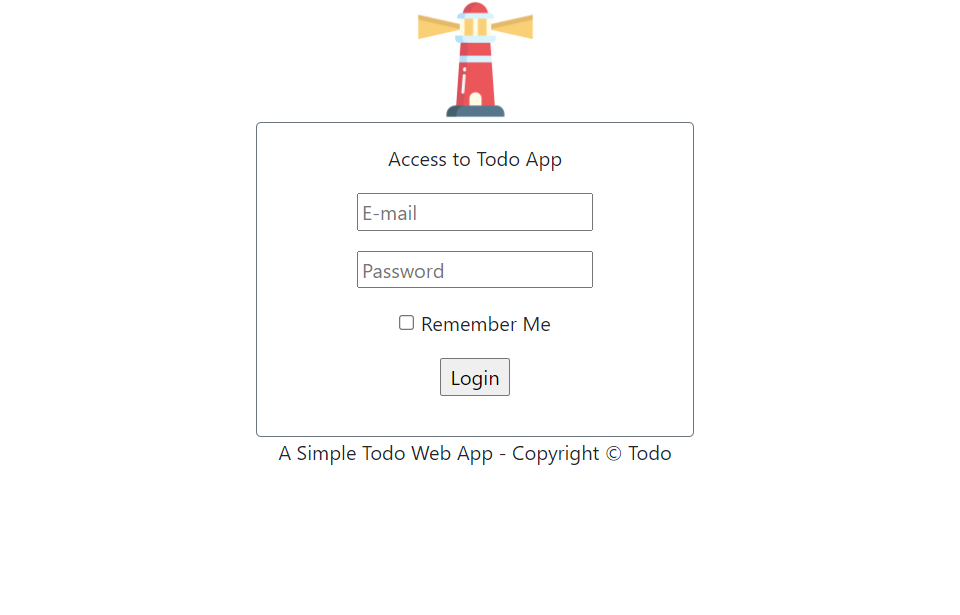 Access to Todo App
E-mail
Password
Remember Me
Login
A Simple Todo Web App - Copyright © Todo